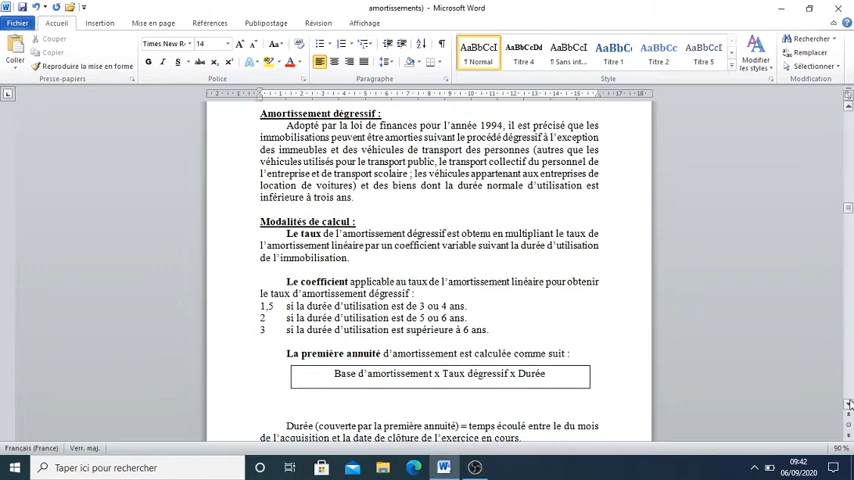 amortissements) - Microsoft Word
Fichier Accueil Insertion Mise en page Références Publipostage Révision Affichage
Coller
Couper
Copier
Reproduire la mise en forme
Presse-papiers
Times New Ro 14
G I S abc x₂ x²
Police
Paragraphe
AaBbCcI AaBbCcDd AaBbCcI AaBbC AaBbCc AaBbCcI
¶ Normal Titre 4 ¶ Sans int... Titre 1 Titre 2 Titre 5
Style
Modifier les styles
Rechercher
Remplacer
Sélectionner
Modification
Amortissement dégressif :
Adopté par la loi de finances pour l'année 1994, il est précisé que les
immobilisations peuvent être amorties suivant le procédé dégressif à l'exception
des immeubles et des véhicules de transport des personnes (autres que les
véhicules utilisés pour le transport public, le transport collectif du personnel de
l'entreprise et de transport scolaire ; les véhicules appartenant aux entreprises de
location de voitures) et des biens dont la durée normale d'utilisation est
inférieure à trois ans.
Modalités de calcul :
Le taux de l'amortissement dégressif est obtenu en multipliant le taux de
l'amortissement linéaire par un coefficient variable suivant la durée d'utilisation
de l'immobilisation.
Le coefficient applicable au taux de l'amortissement linéaire pour obtenir
le taux d'amortissement dégressif :
1,5 si la durée d'utilisation est de 3 ou 4 ans.
2 si la durée d'utilisation est de 5 ou 6 ans.
3 si la durée d'utilisation est supérieure à 6 ans.
La première annuité d'amortissement est calculée comme suit :
Base d'amortissement x Taux dégressif x Durée
Durée (couverte par la première annuité) = temps écoulé entre le du mois
de l'acquisition et la date de clôture de l'exercice en cours.
Français (France) Verr. maj. 90 %
Taper ici pour rechercher
09:42
06/09/2020